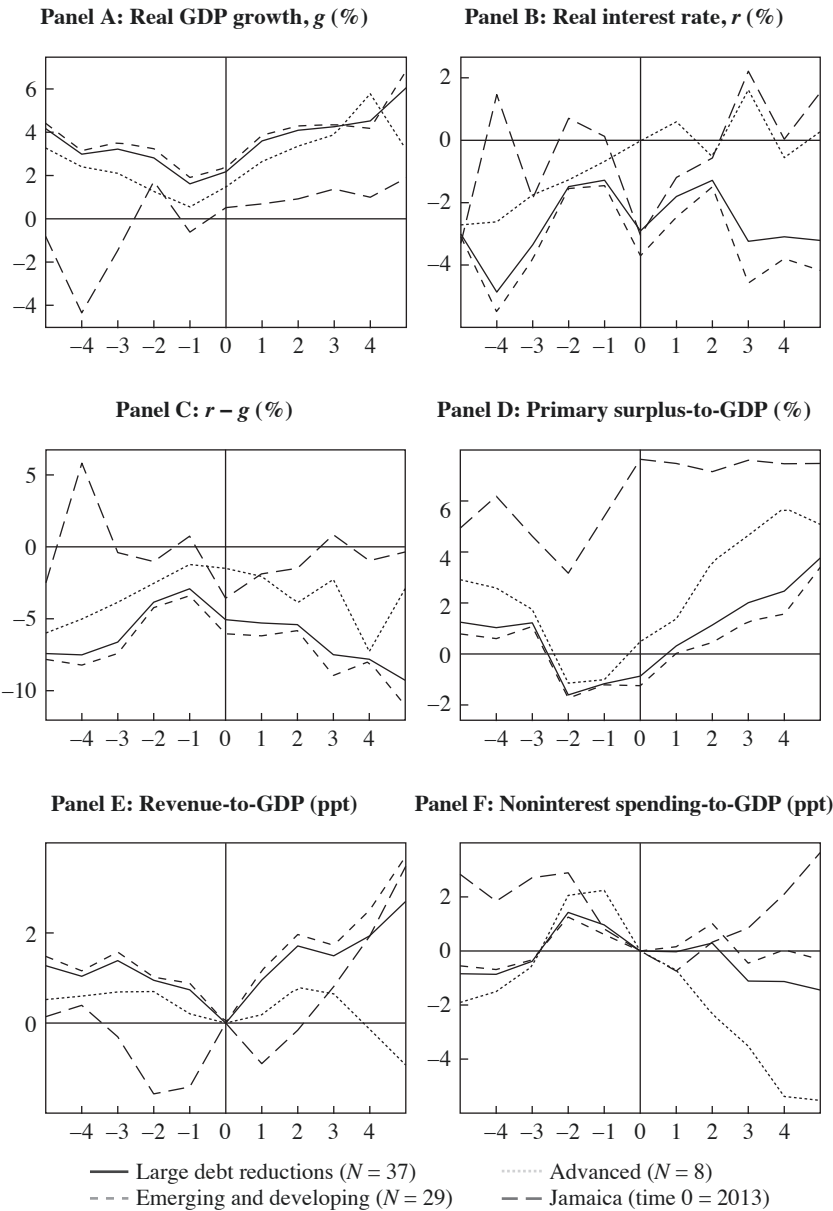 Panel A: Real GDP growth, g (%)
6
4
2
0
–2
–4
–4 –3 –2 –1 0 1 2 3 4
Panel B: Real interest rate, r (%)
2
0
–2
–4
–4 –3 –2 –1 0 1 2 3 4
Panel C: r – g (%)
5
0
–5
–10
–4 –3 –2 –1 0 1 2 3 4
Panel D: Primary surplus-to-GDP (%)
6
4
2
0
–2
–4 –3 –2 –1 0 1 2 3 4
Panel E: Revenue-to-GDP (ppt)
2
0
–4 –3 –2 –1 0 1 2 3 4
Panel F: Noninterest spending-to-GDP (ppt)
2
0
–2
–4
–4 –3 –2 –1 0 1 2 3 4
Large debt reductions (N = 37)
Emerging and developing (N = 29)
Advanced (N = 8)
Jamaica (time 0 = 2013)